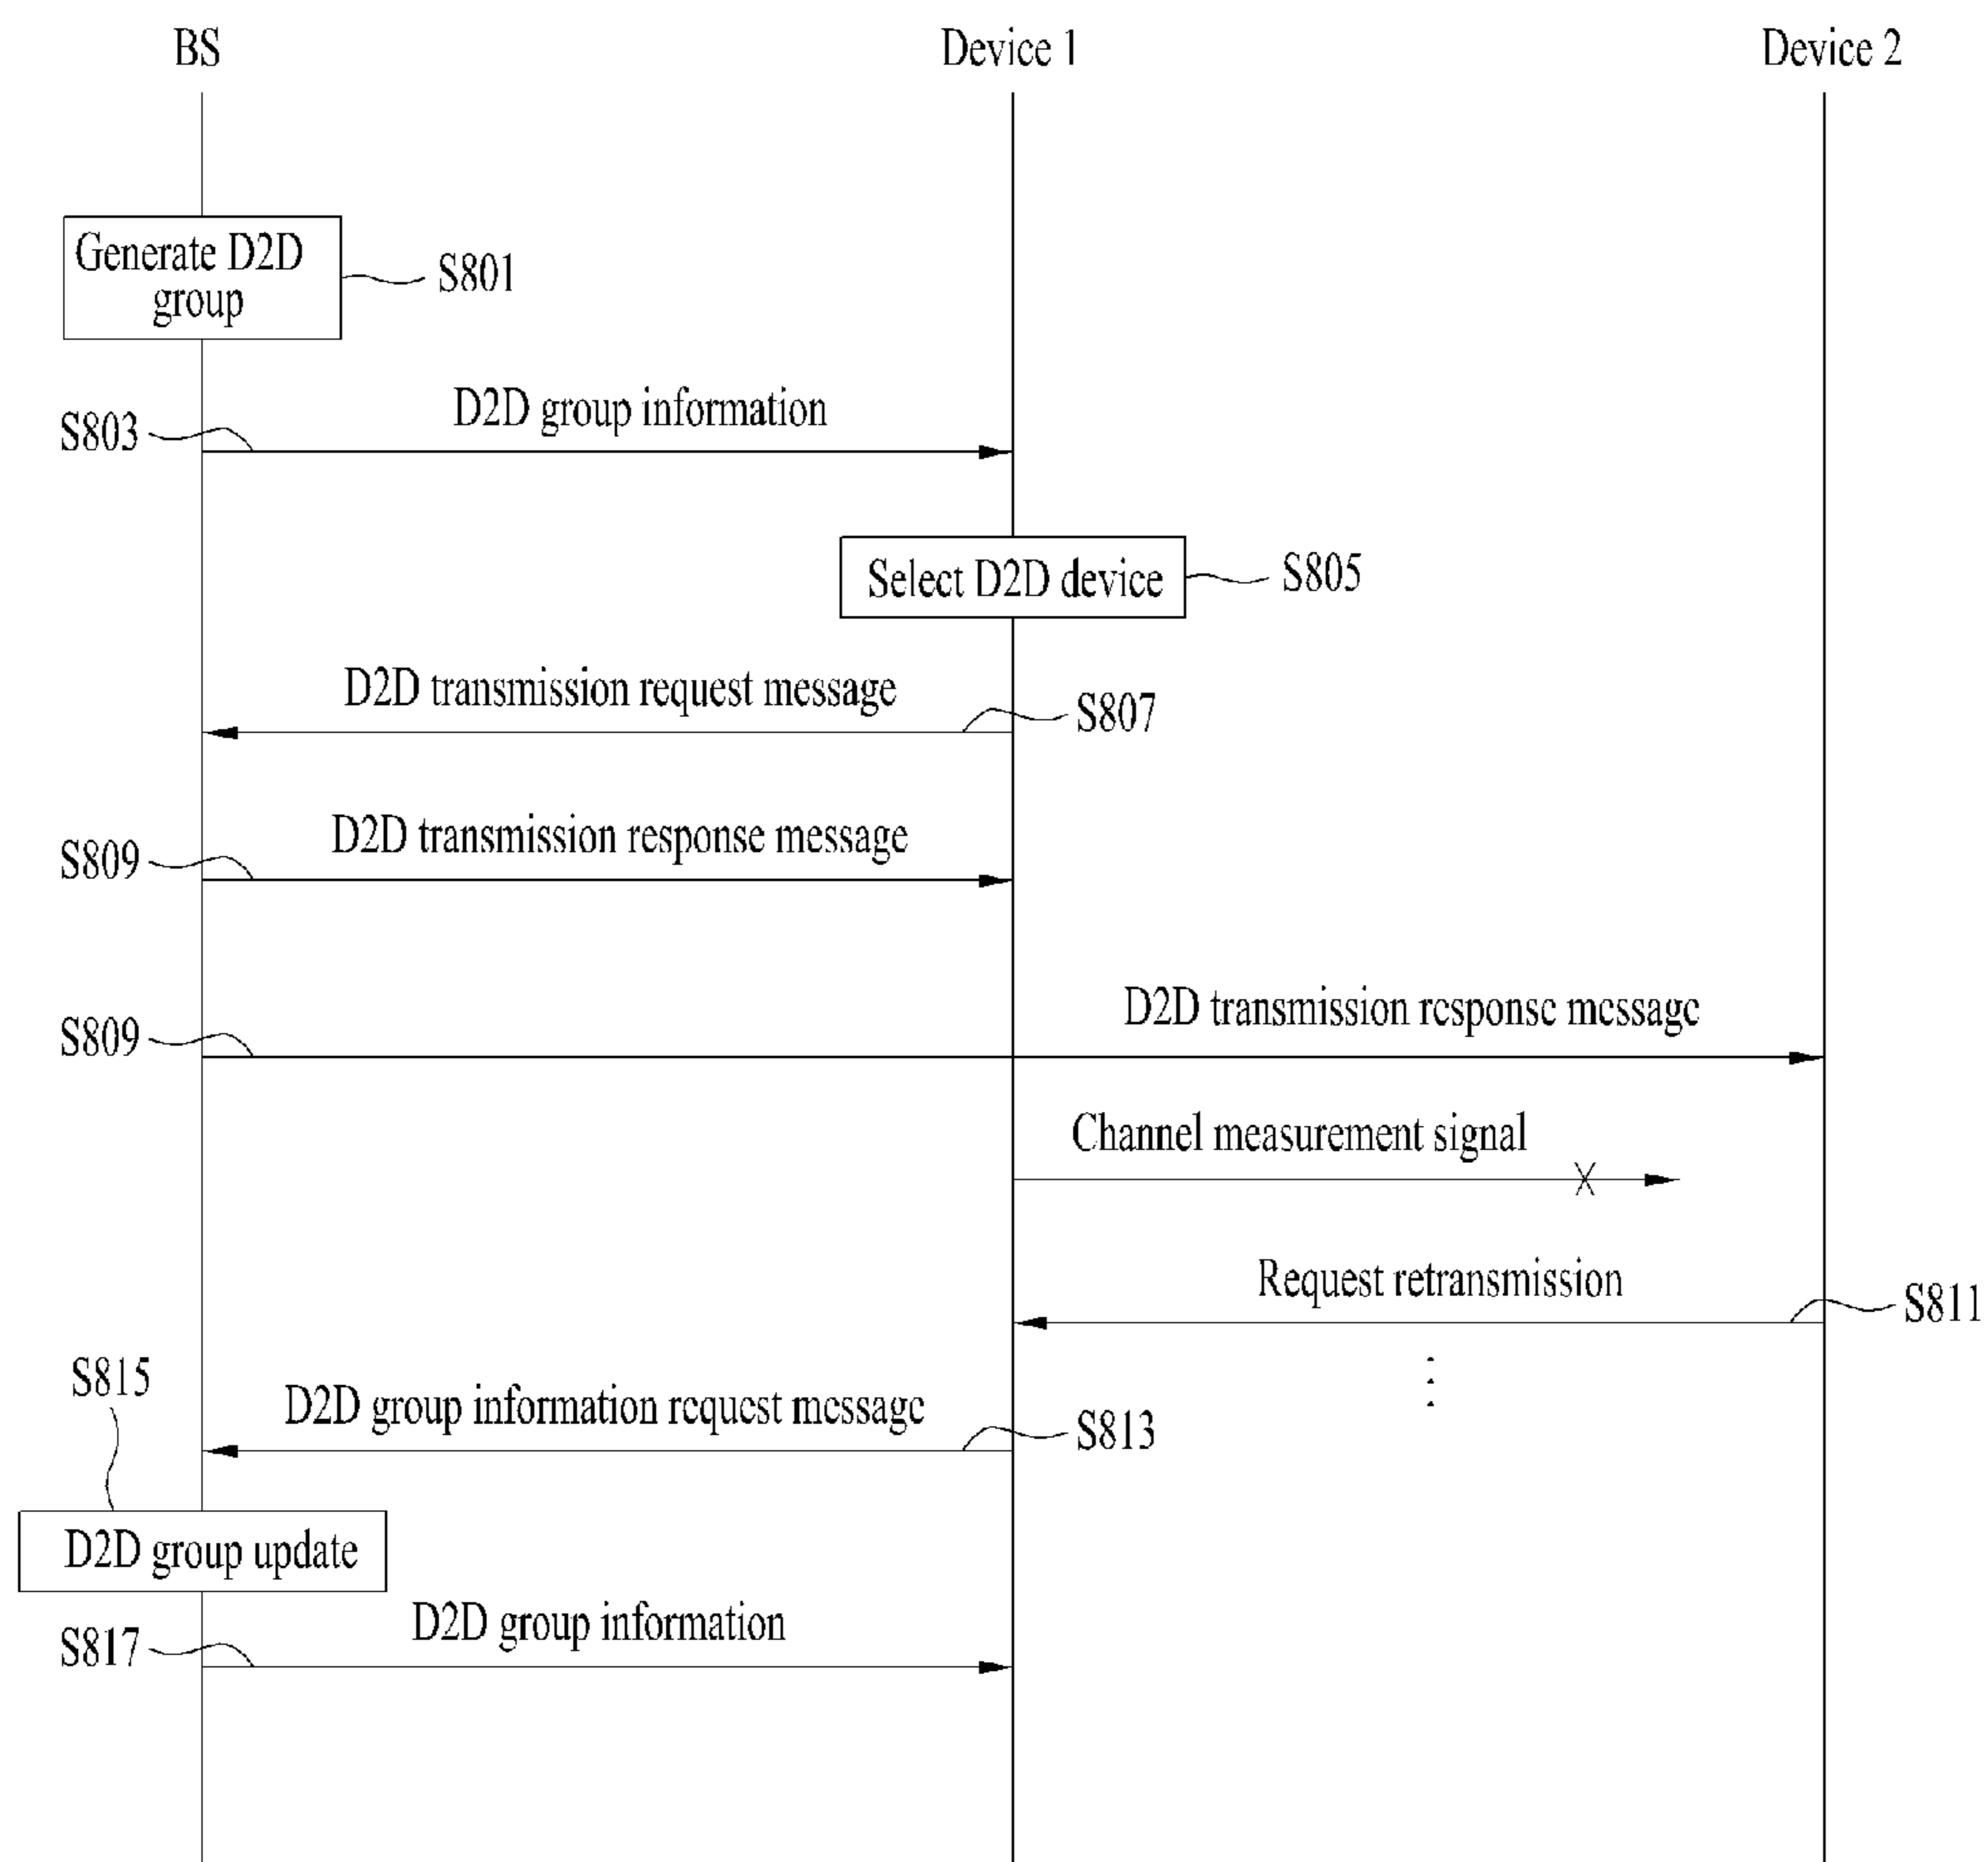 BS
Device 1
Device 2
Generate D2D
group
S801
D2D group information
S803
Select D2D device
S805
D2D transmission request message
S807
D2D transmission response message
S809
D2D transmission response message
S809
Channel measurement signal
X
Request retransmission
S811
S815
D2D group information request message
S813
D2D group update
D2D group information
S817